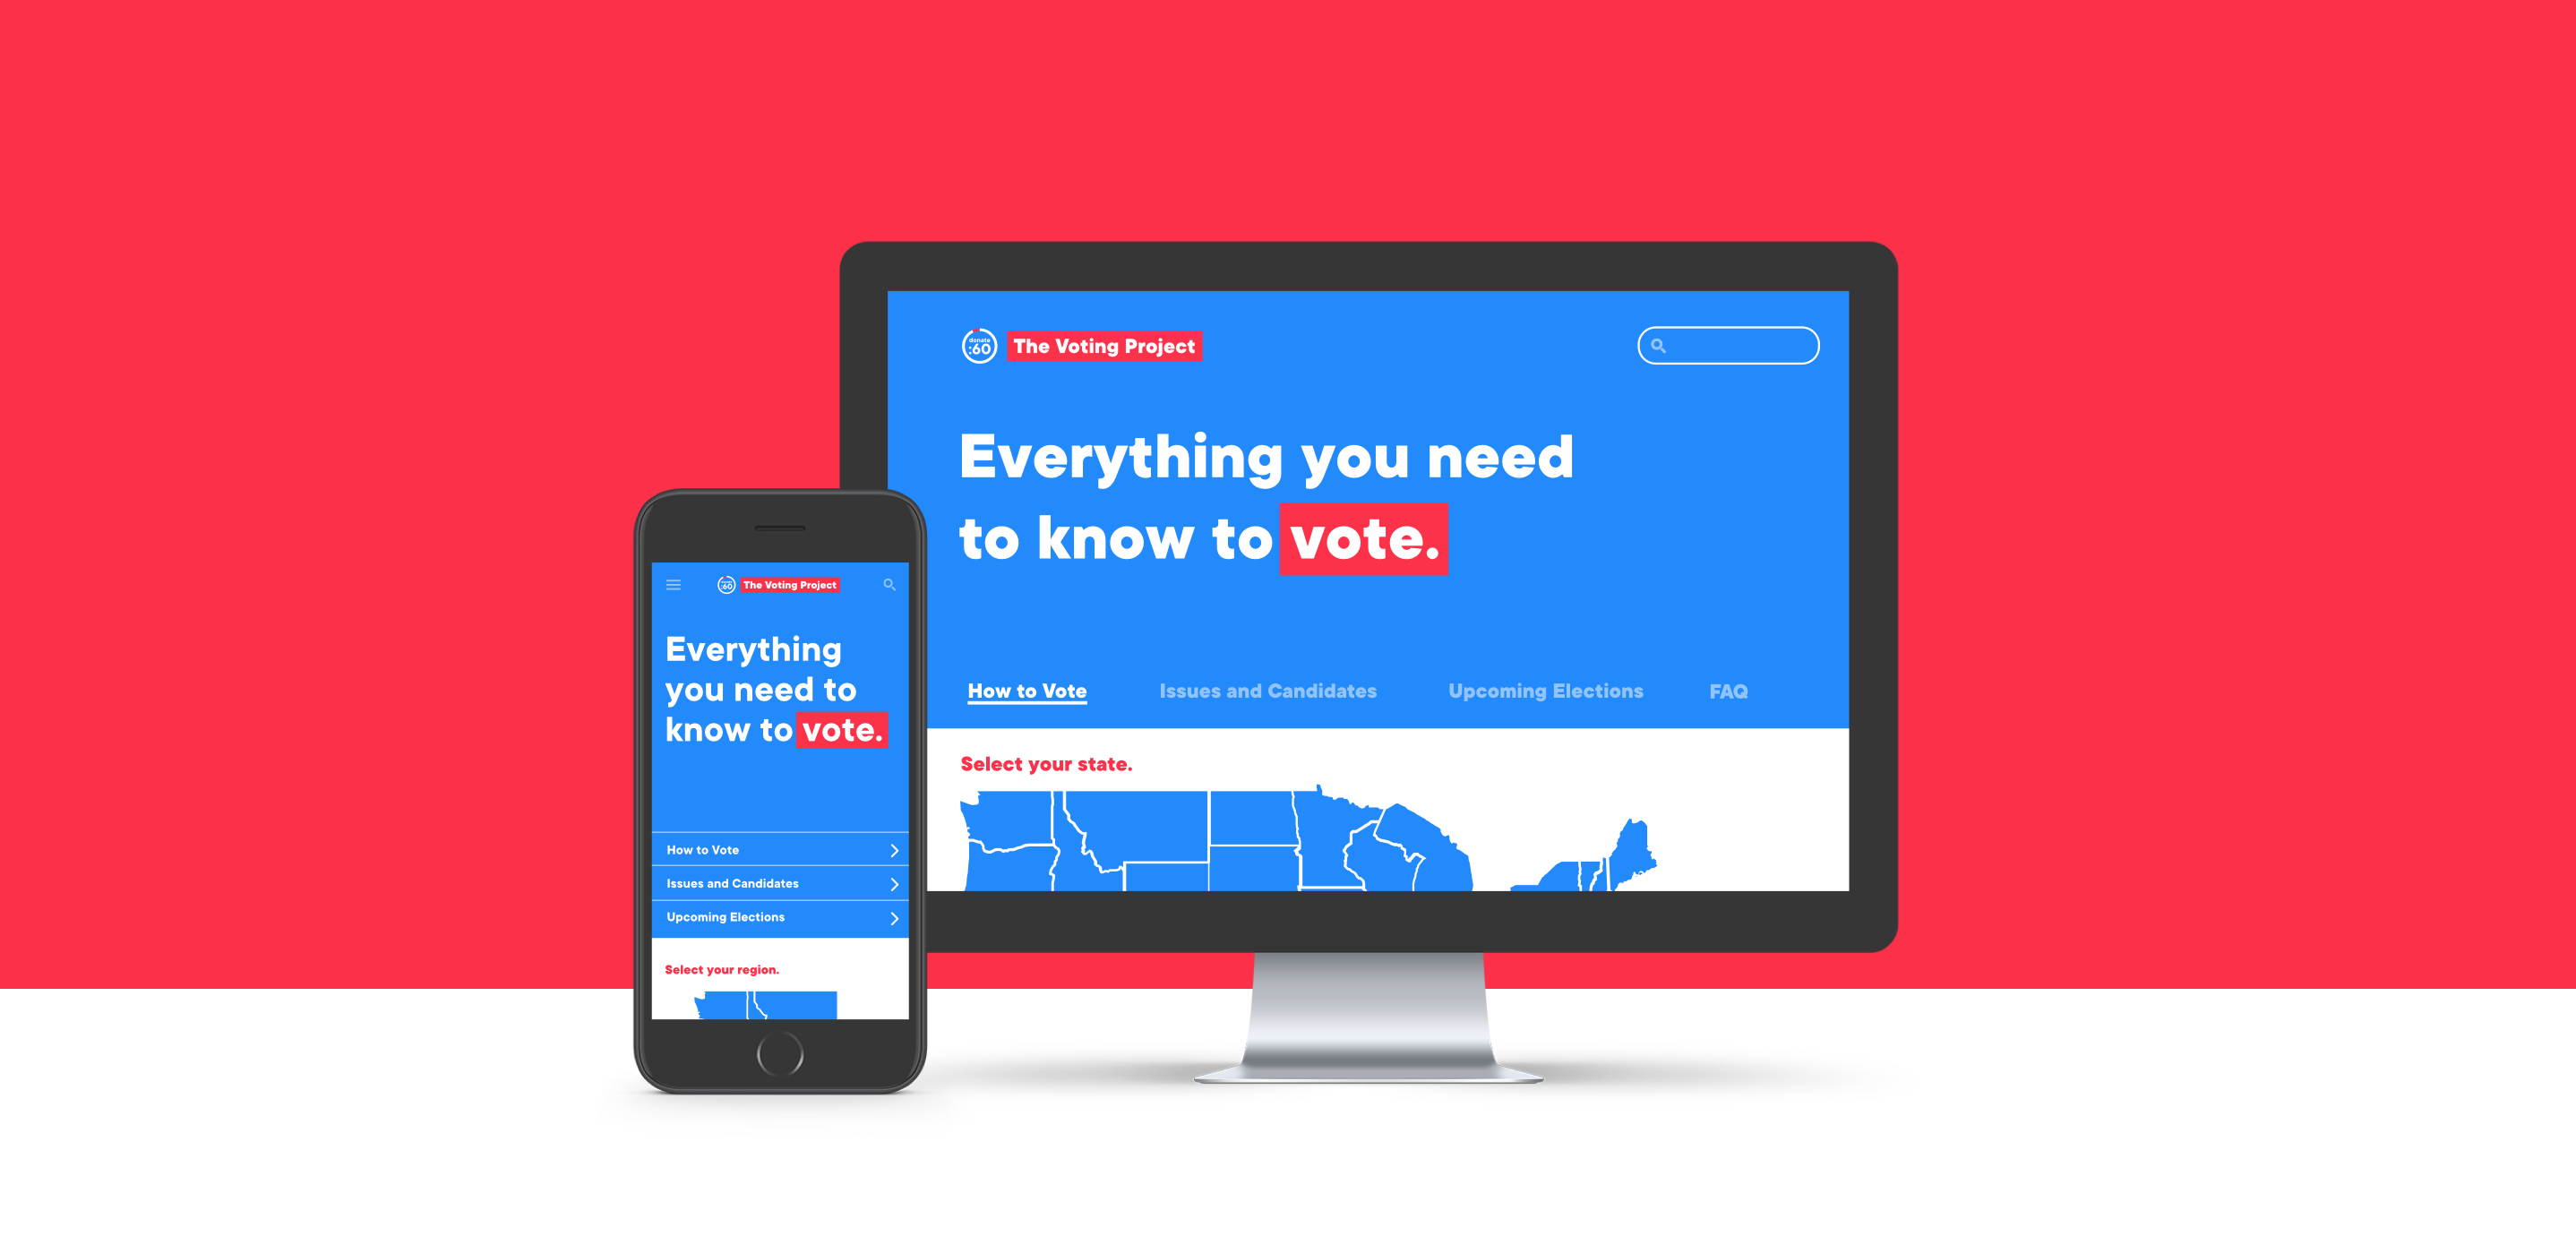 donate
:60
The Voting Project
Everything you need
to know to vote.
How to Vote
Issues and Candidates
Upcoming Elections
FAQ
Select your state.
:60
The Voting Project
Everything
you need to
know to vote.
How to Vote
Issues and Candidates
Upcoming Elections
Select your region.